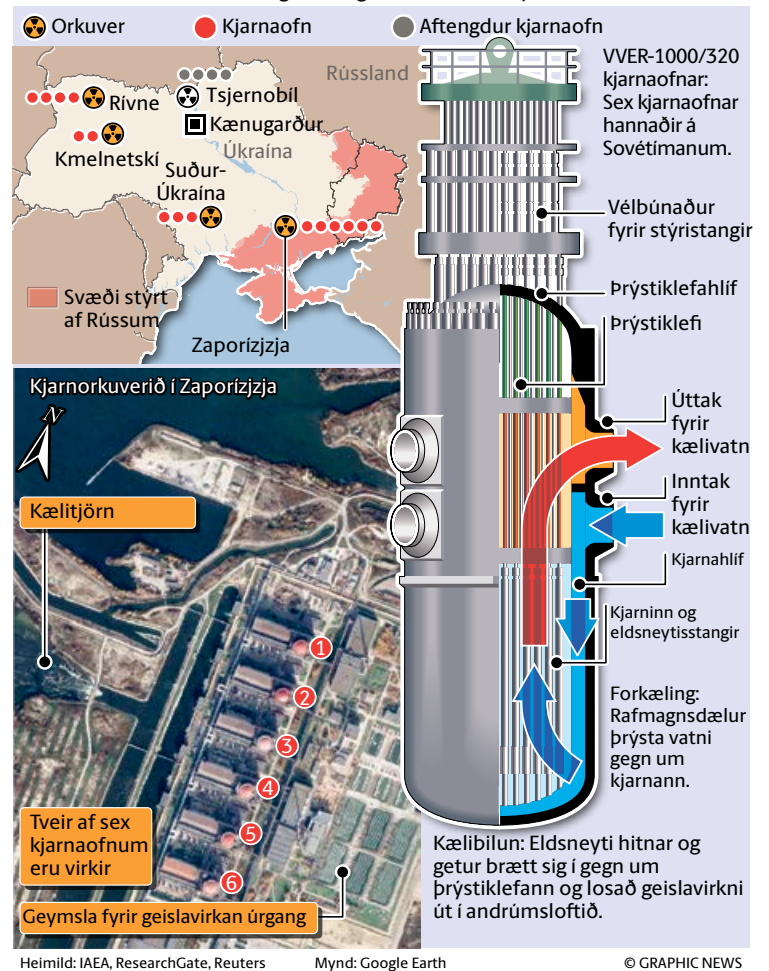 Orkuver
Kjarnaofn
Aftengdur kjarnaofn
Rússland
Rívne
Tsjernobíl
Kænugarður
Kmelnetskí
Úkraína
Suður-
Úkraína
Svæði stýrt
af Rússum
Zaporízjzja
VVER-1000/320
kjarnaofnar:
Sex kjarnaofnar
hannaðir á
Sovétímanum.
Vélbúnaður
fyrir stýristangir
Þrýstiklefahlíf
Þrýstiklefi
Úttak
fyrir
kælivatn
Inntak
fyrir
kælivatn
Kjarnahlíf
Kjarninn og
eldsneytisstangir
Forkæling:
Rafmagnsdælur
þrýsta vatni
gegn um
kjarnann.
Kjarnorkuverið í Zaporízjzja
N
Kælitjörn
1
2
3
4
5
6
Tveir af sex
kjarnaofnum
eru virkir
Geymsla fyrir geislavirkan úrgang
Kælibilun: Eldsneyti hitnar og
getur brætt sig í gegn um
þrýstiklefann og losað geislavirkni
út í andrúmsloftið.
Heimild: IAEA, ResearchGate, Reuters
Mynd: Google Earth
© GRAPHIC NEWS